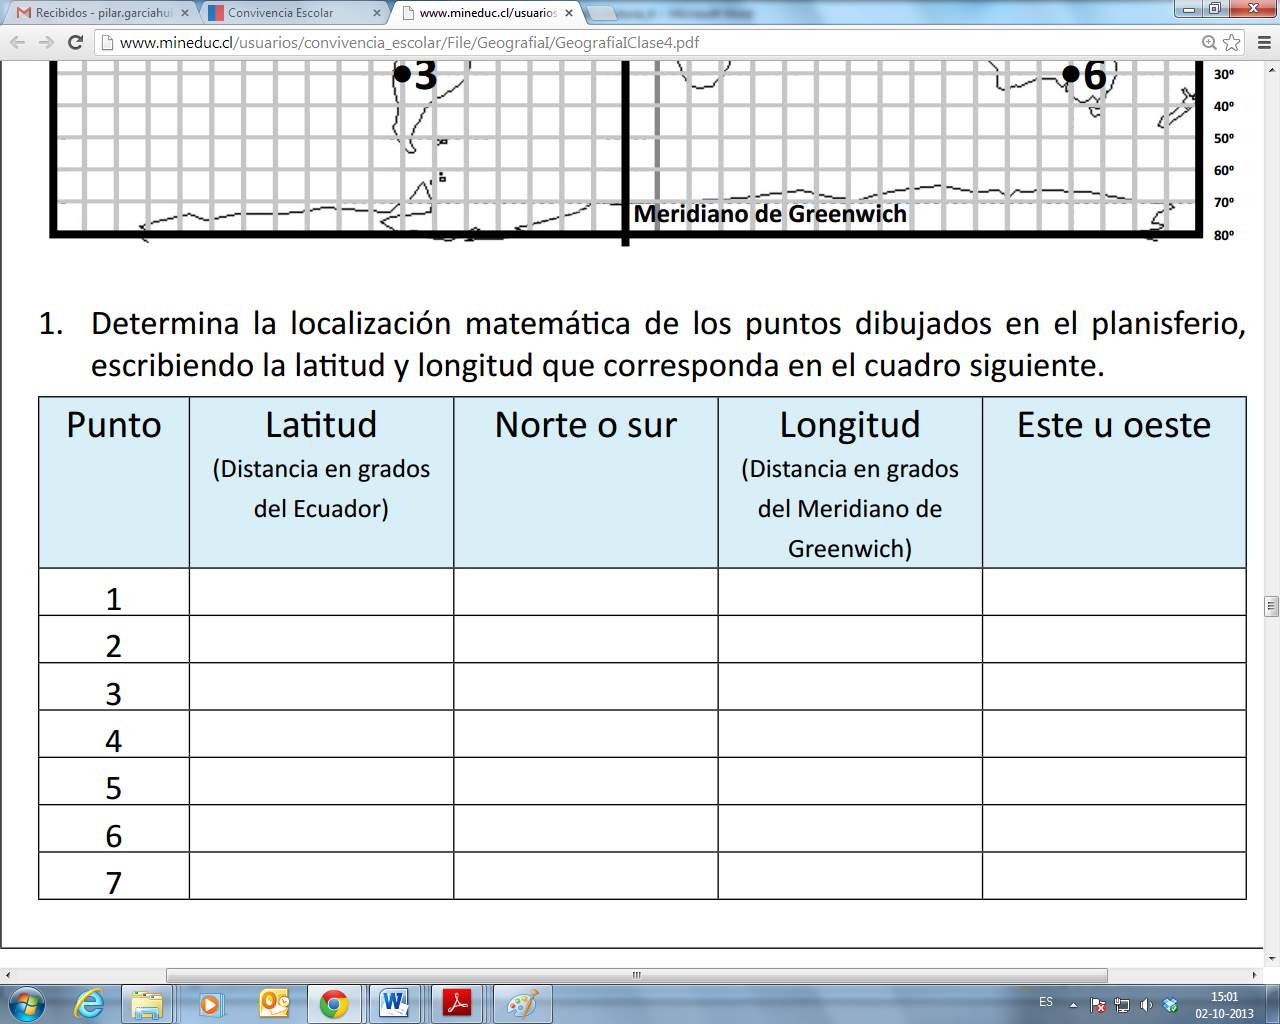 Recibidos - pilar.garciahui
Convivencia Escolar
www.mineduc.cl/usuarios
www.mineduc.cl/usuarios/convivencia_escolar/File/GeografiaI/GeografiaIClase4.pdf
3
6
30º
40º
50º
60º
70º
80º
Meridiano de Greenwich
1. Determina la localización matemática de los puntos dibujados en el planisferio,
escribiendo la latitud y longitud que corresponda en el cuadro siguiente.
Punto
Latitud
(Distancia en grados
del Ecuador)
Norte o sur
Longitud
(Distancia en grados
del Meridiano de
Greenwich)
Este u oeste
1
2
3
4
5
6
7
ES
15:01
02-10-2013